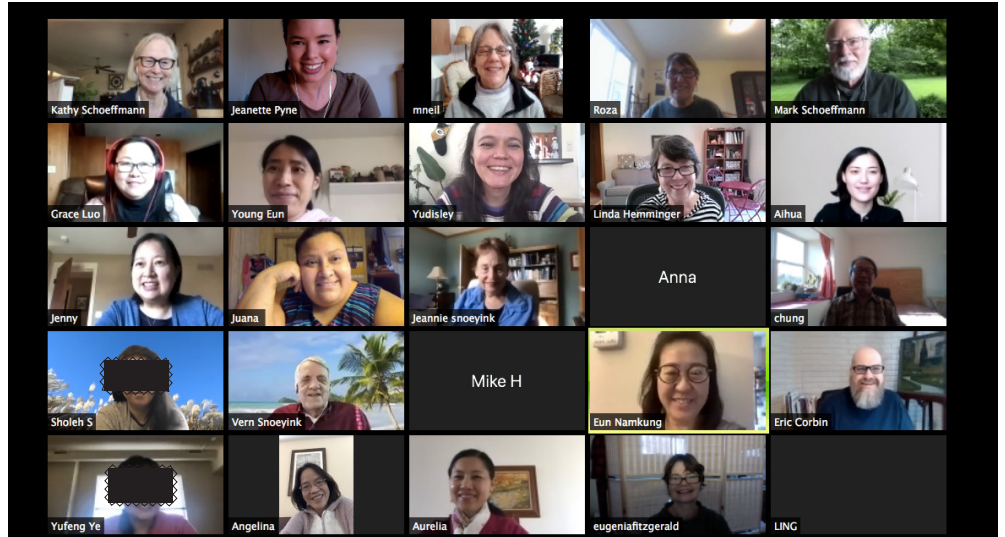 Kathy Schoeffmann
Jeanette Pyne
mneil
Roza
Mark Schoeffmann
Grace Luo
Young Eun
Yudisley
Linda Hemminger
Aihua
Jenny
Juana
Jeannie snoeyink
Anna
chung
Sholeh S
Vern Snoeyink
Mike H
Eun Namkung
Eric Corbin
Yufeng Ye
Angelina
Aurelia
eugeniafitzgerald
LING